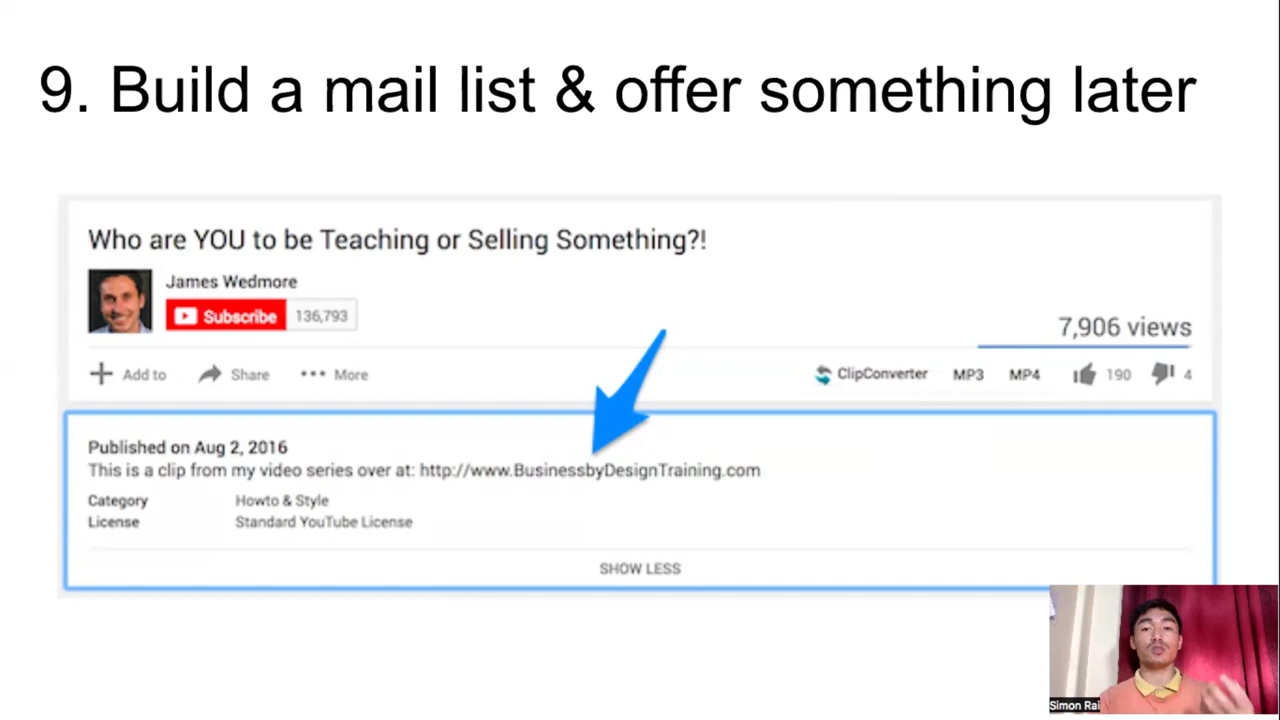 9. Build a mail list & offer something later
Who are YOU to be Teaching or Selling Something?!
James Wedmore
Subscribe 136,793
7,906 views
Add to Share More ClipConverter MP3 MP4 190 4
Published on Aug 2, 2016
This is a clip from my video series over at: http://www.BusinessbyDesignTraining.com
Category Howto & Style
License Standard YouTube License
SHOW LESS
Simon Rai